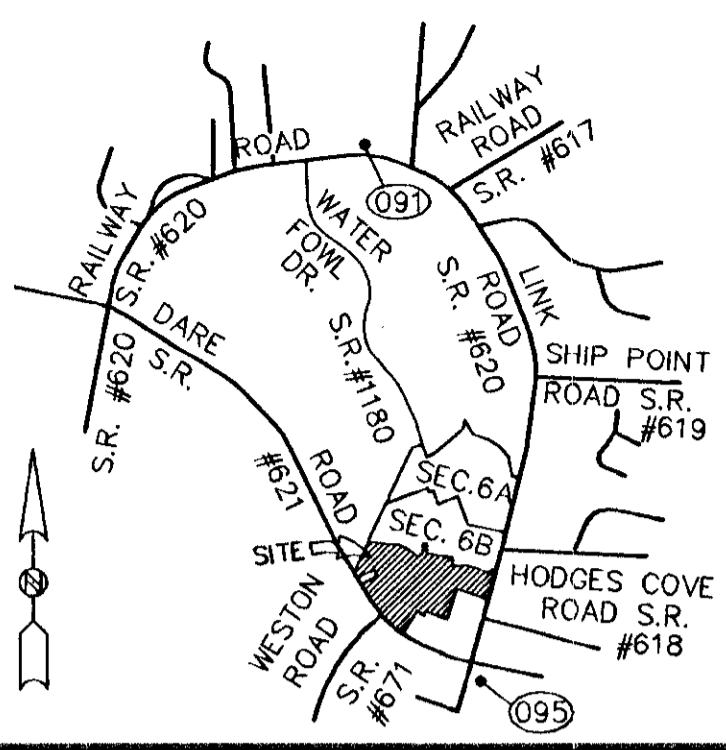 RAILWAY
ROAD
S.R. #617
ROAD
091
RAILWAY
S.R. #620
WATER
FOWL
DR.
S.R. #1180
LINK
ROAD
S.R. #620
DARE
S.R.
#621
ROAD
S.R. #620
SHIP POINT
ROAD S.R.
#619
SEC.6A
SEC. 6B
SITE
N
HODGES COVE
ROAD S.R.
#618
WESTON
ROAD
S.R.
#671
095